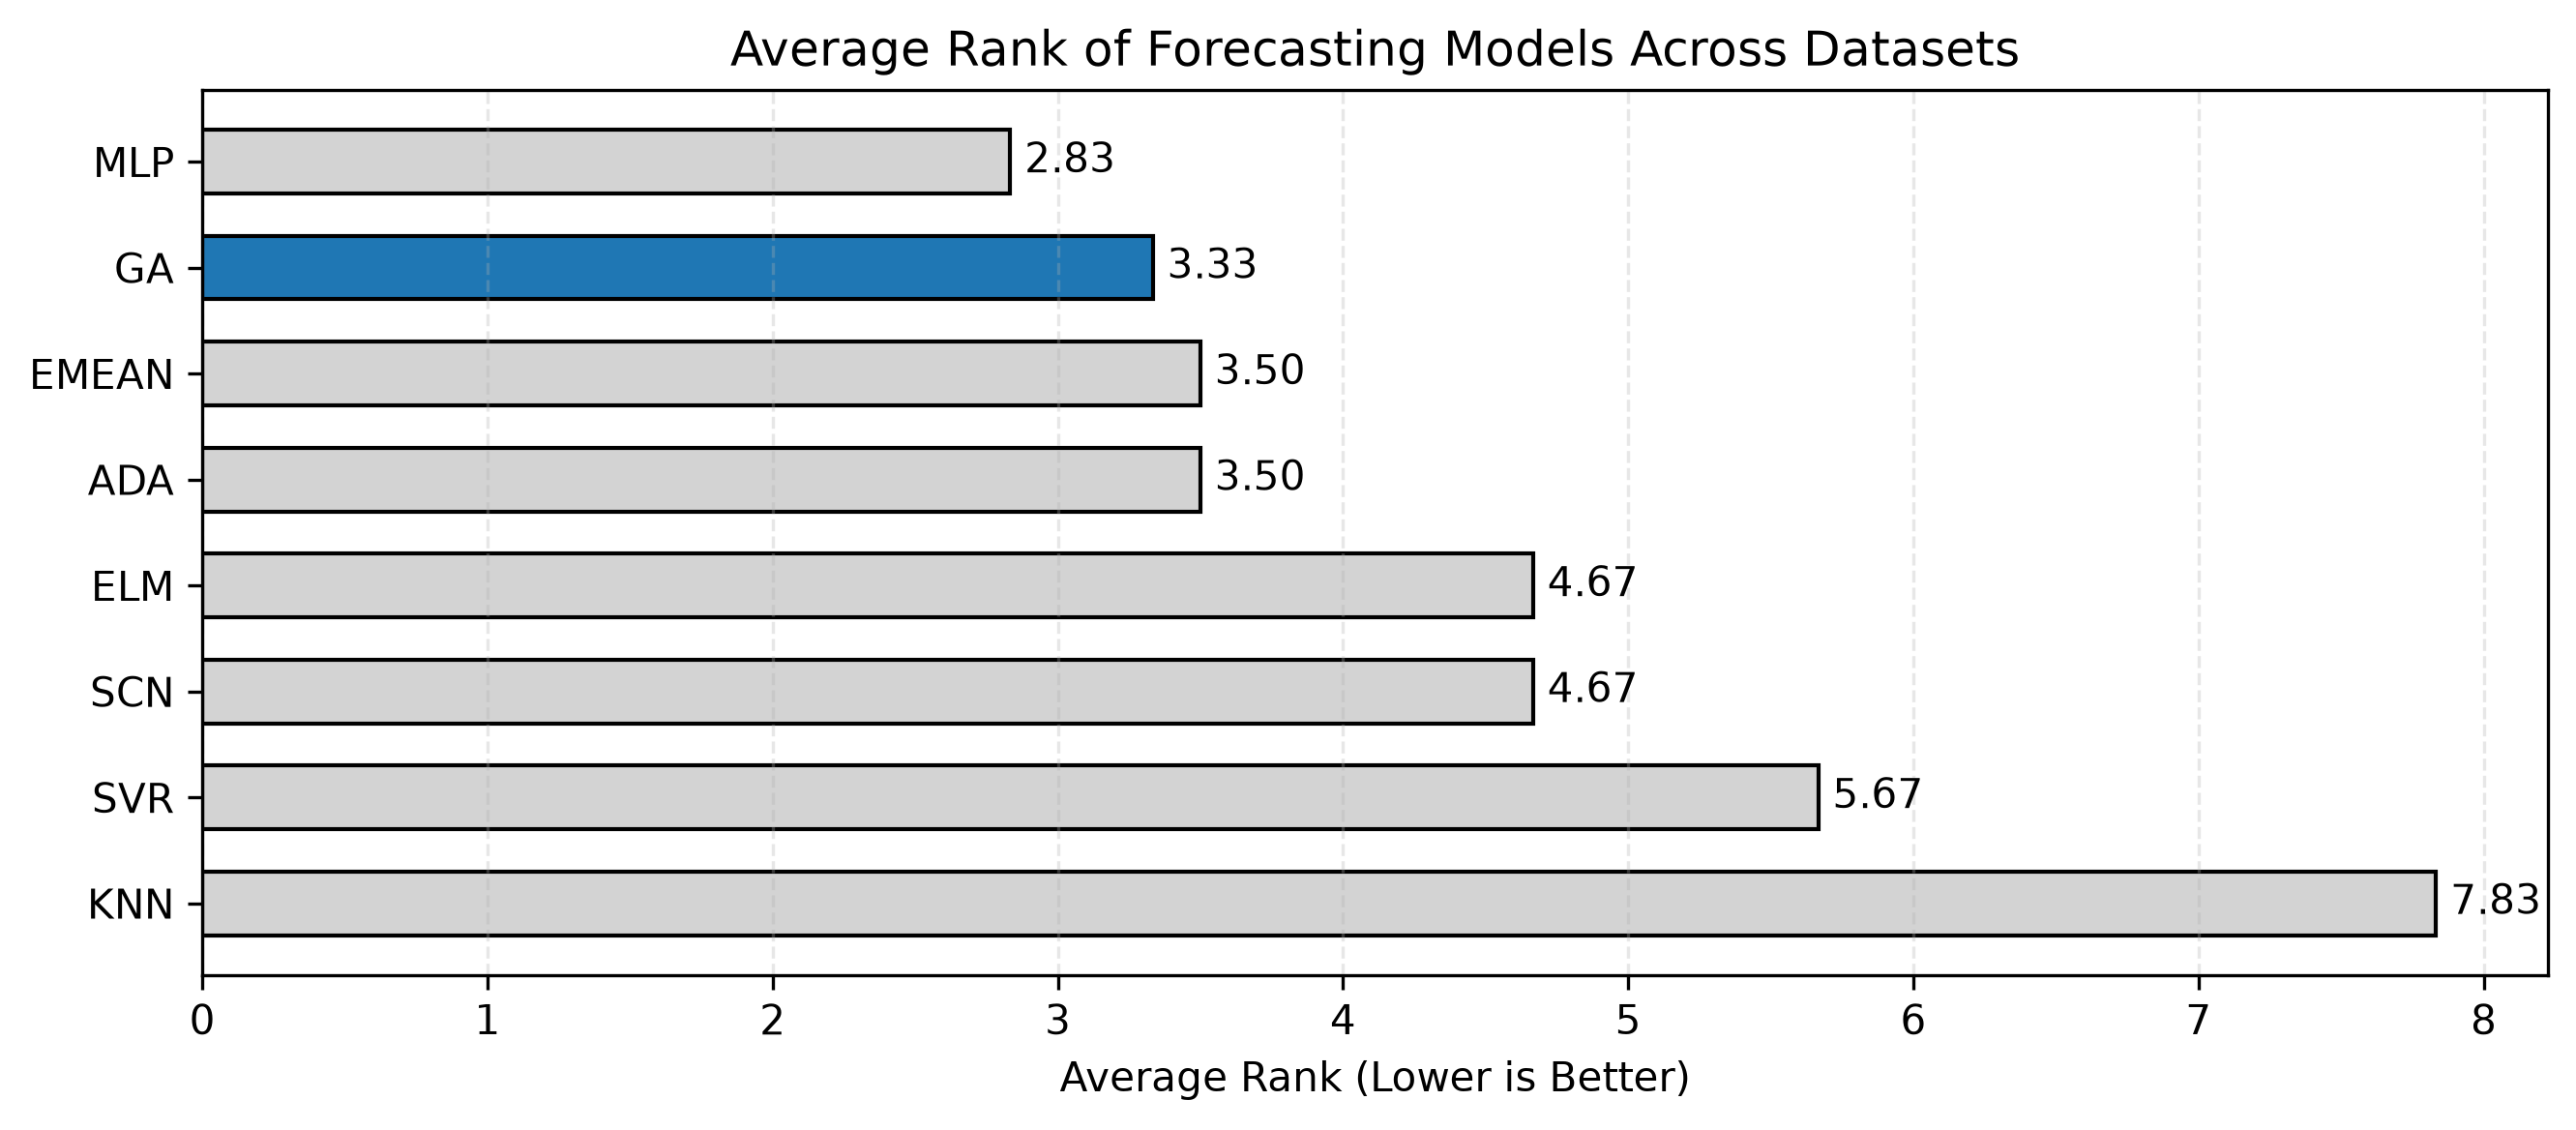 Average Rank of Forecasting Models Across Datasets
MLP 2.83
GA 3.33
EMEAN 3.50
ADA 3.50
ELM 4.67
SCN 4.67
SVR 5.67
KNN 7.83
0 1 2 3 4 5 6 7 8
Average Rank (Lower is Better)